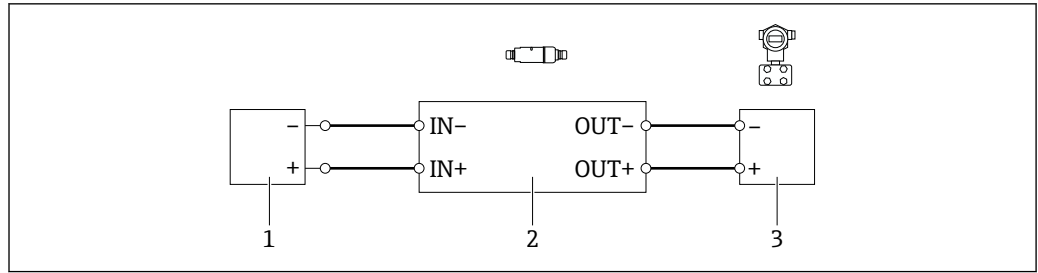 − IN− OUT− −
+ IN+ OUT+ +
1 2 3